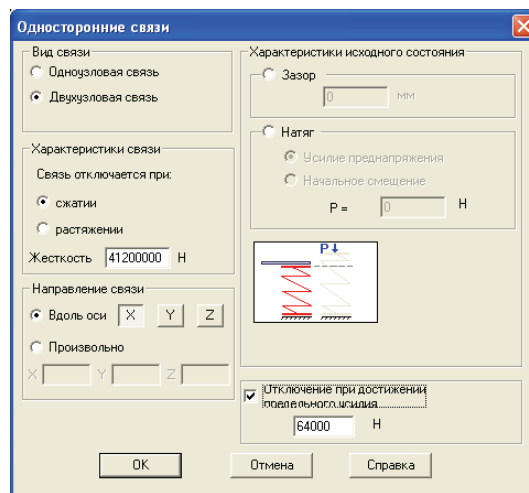 Односторонние связи
Вид связи
Одноузловая связь
Двухузловая связь
Характеристики связи
Связь отключается при:
сжатии
растяжении
Жесткость 41200000 Н
Направление связи
Вдоль оси X Y Z
Произвольно
X Y Z
Характеристики исходного состояния
Зазор
0 мм
Натяг
Усилие преднапряжения
Начальное смещение
P = 0 Н
P
Отключение при достижении
предельного усилия
64000 Н
OK Отмена Справка